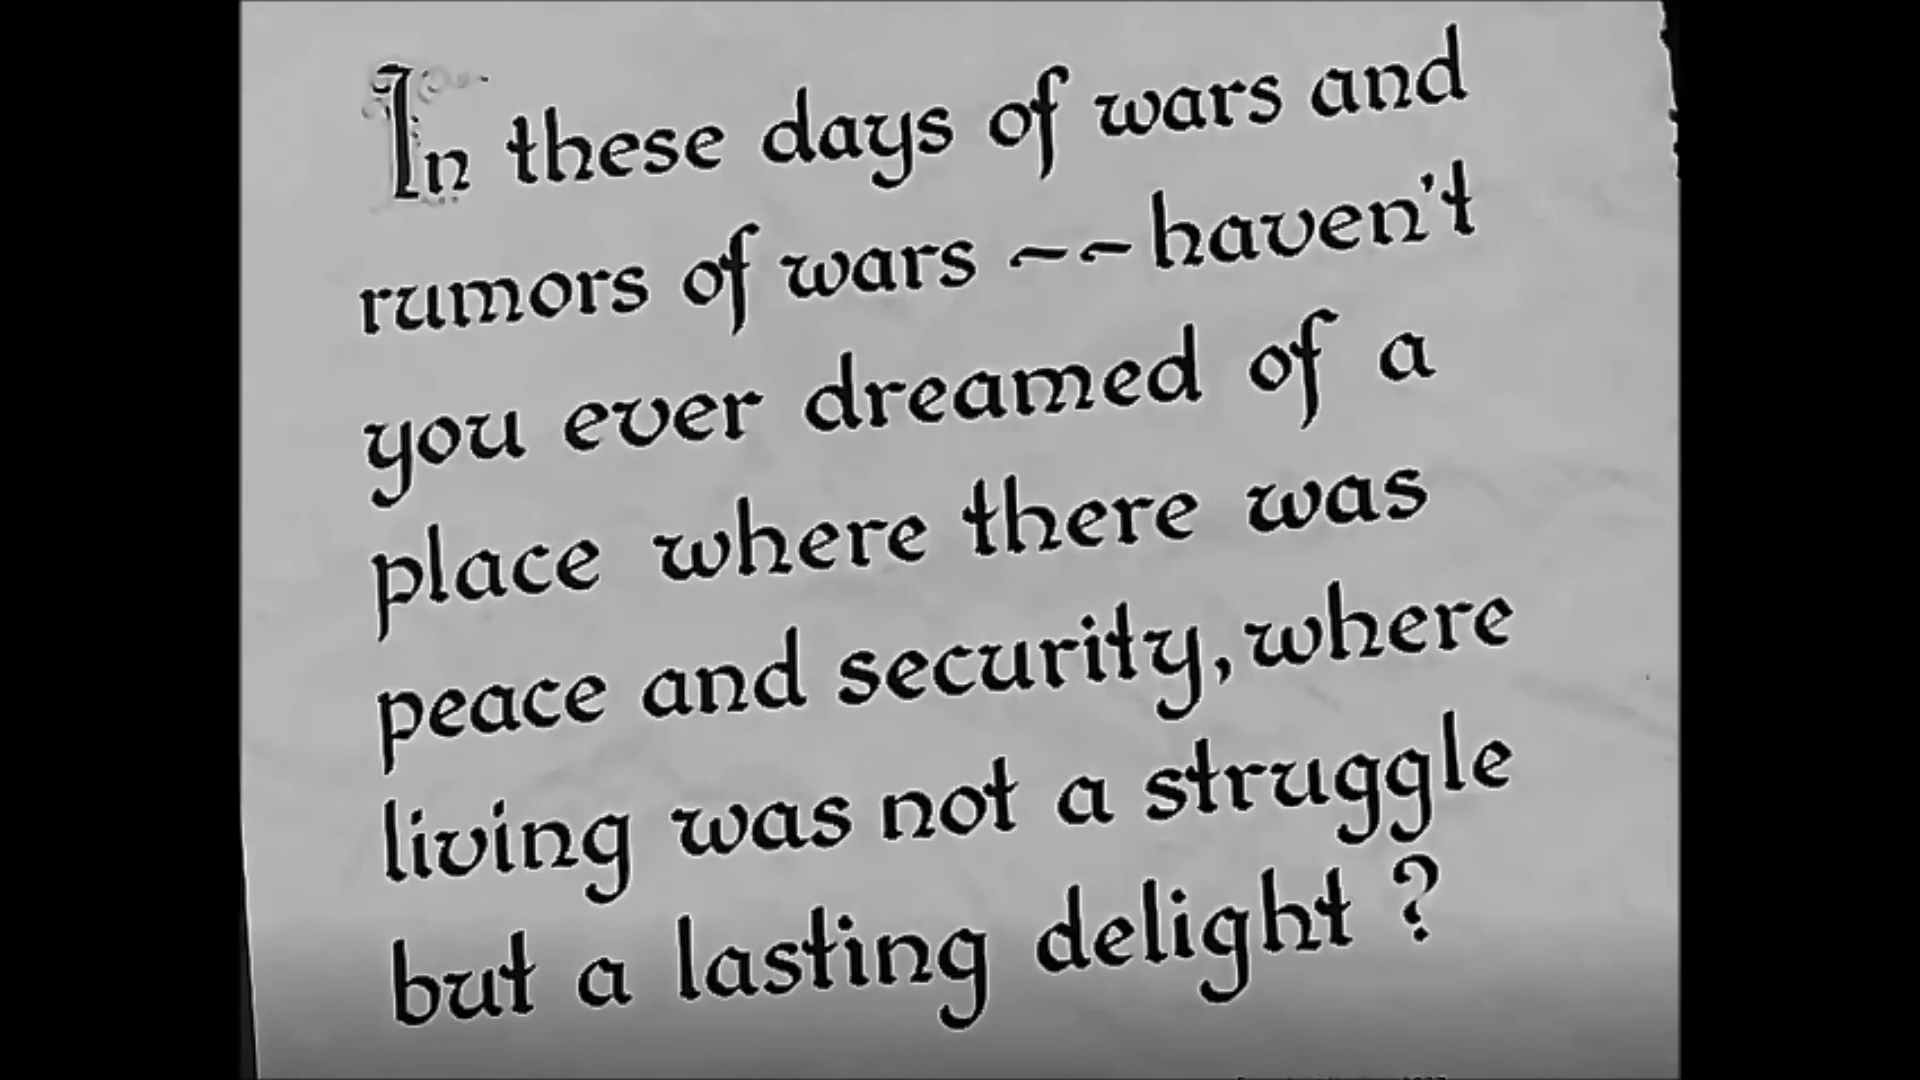 In these days of wars and
rumors of wars -- haven't
you ever dreamed of a
place where there was
peace and security, where
living was not a struggle
but a lasting delight?